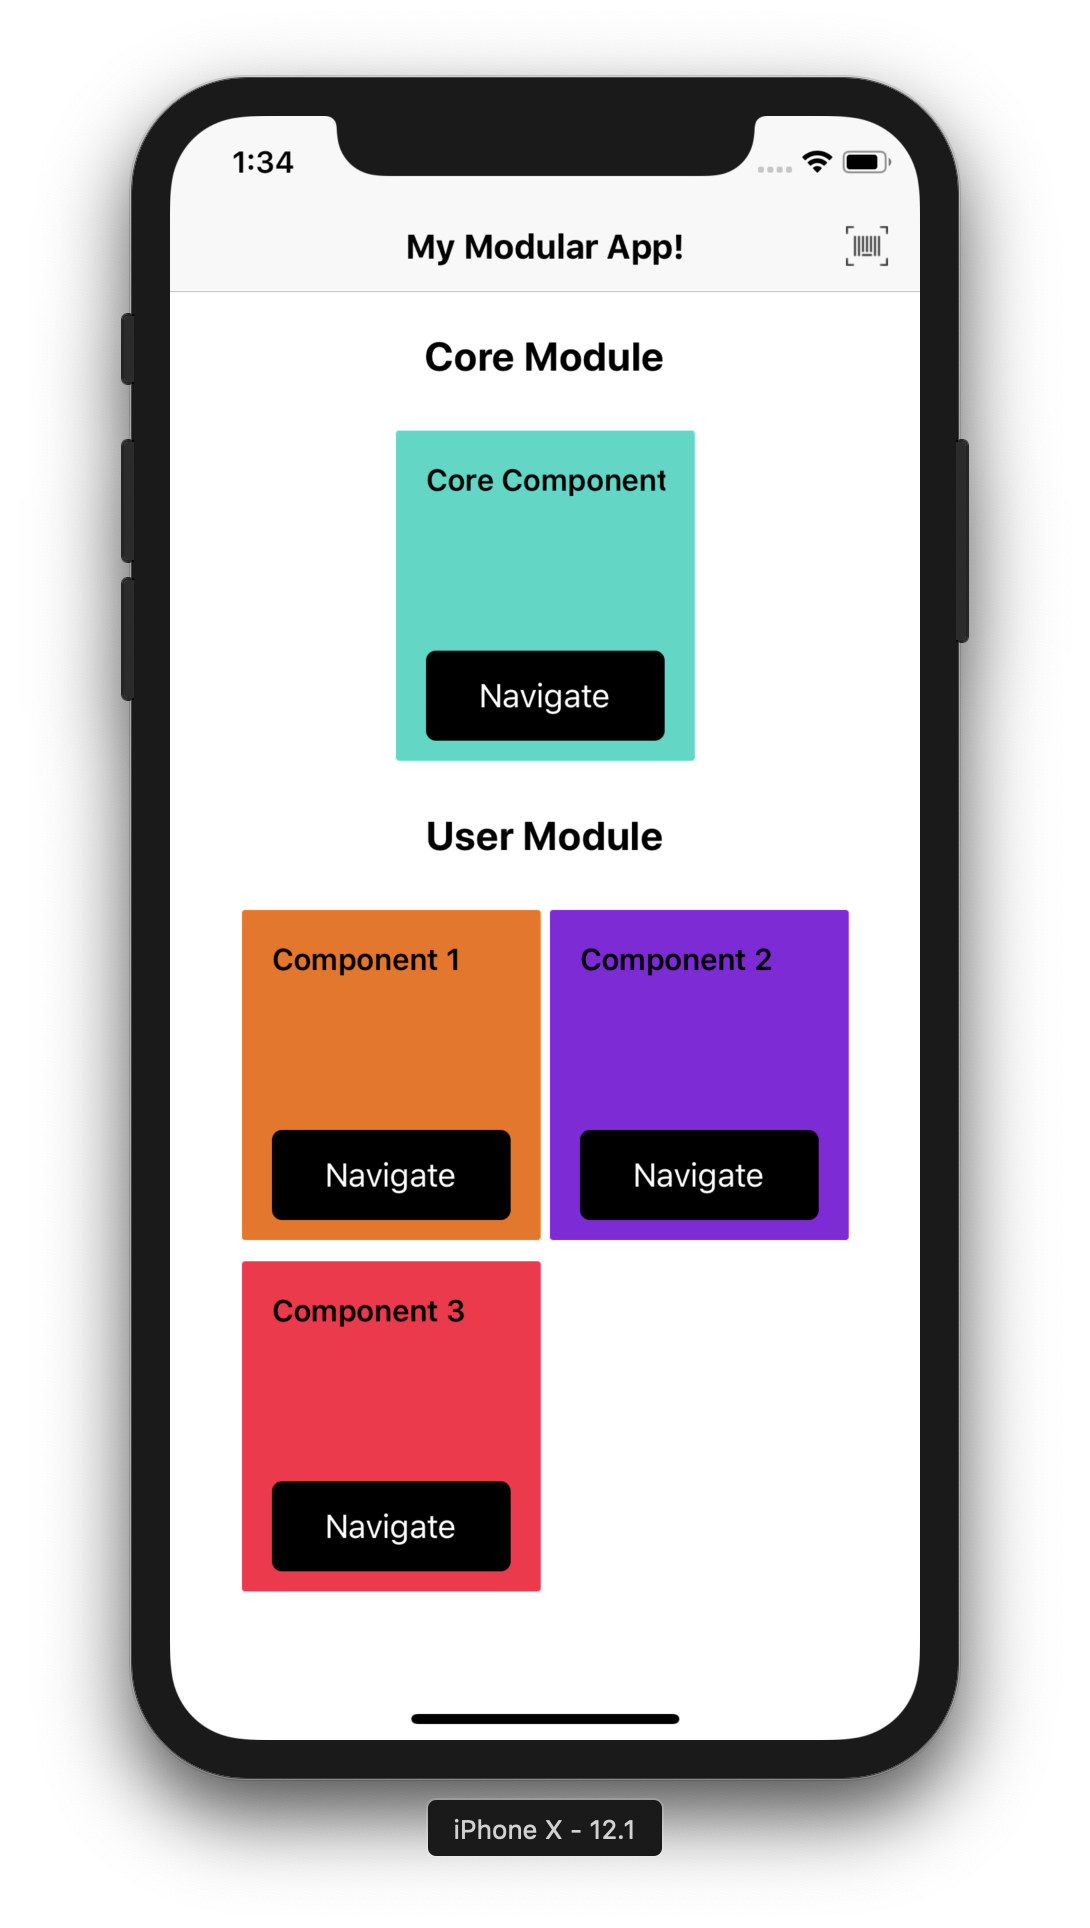 1:34
My Modular App!
Core Module
Core Component
Navigate
User Module
Component 1
Component 2
Navigate
Navigate
Component 3
Navigate
iPhone X - 12.1